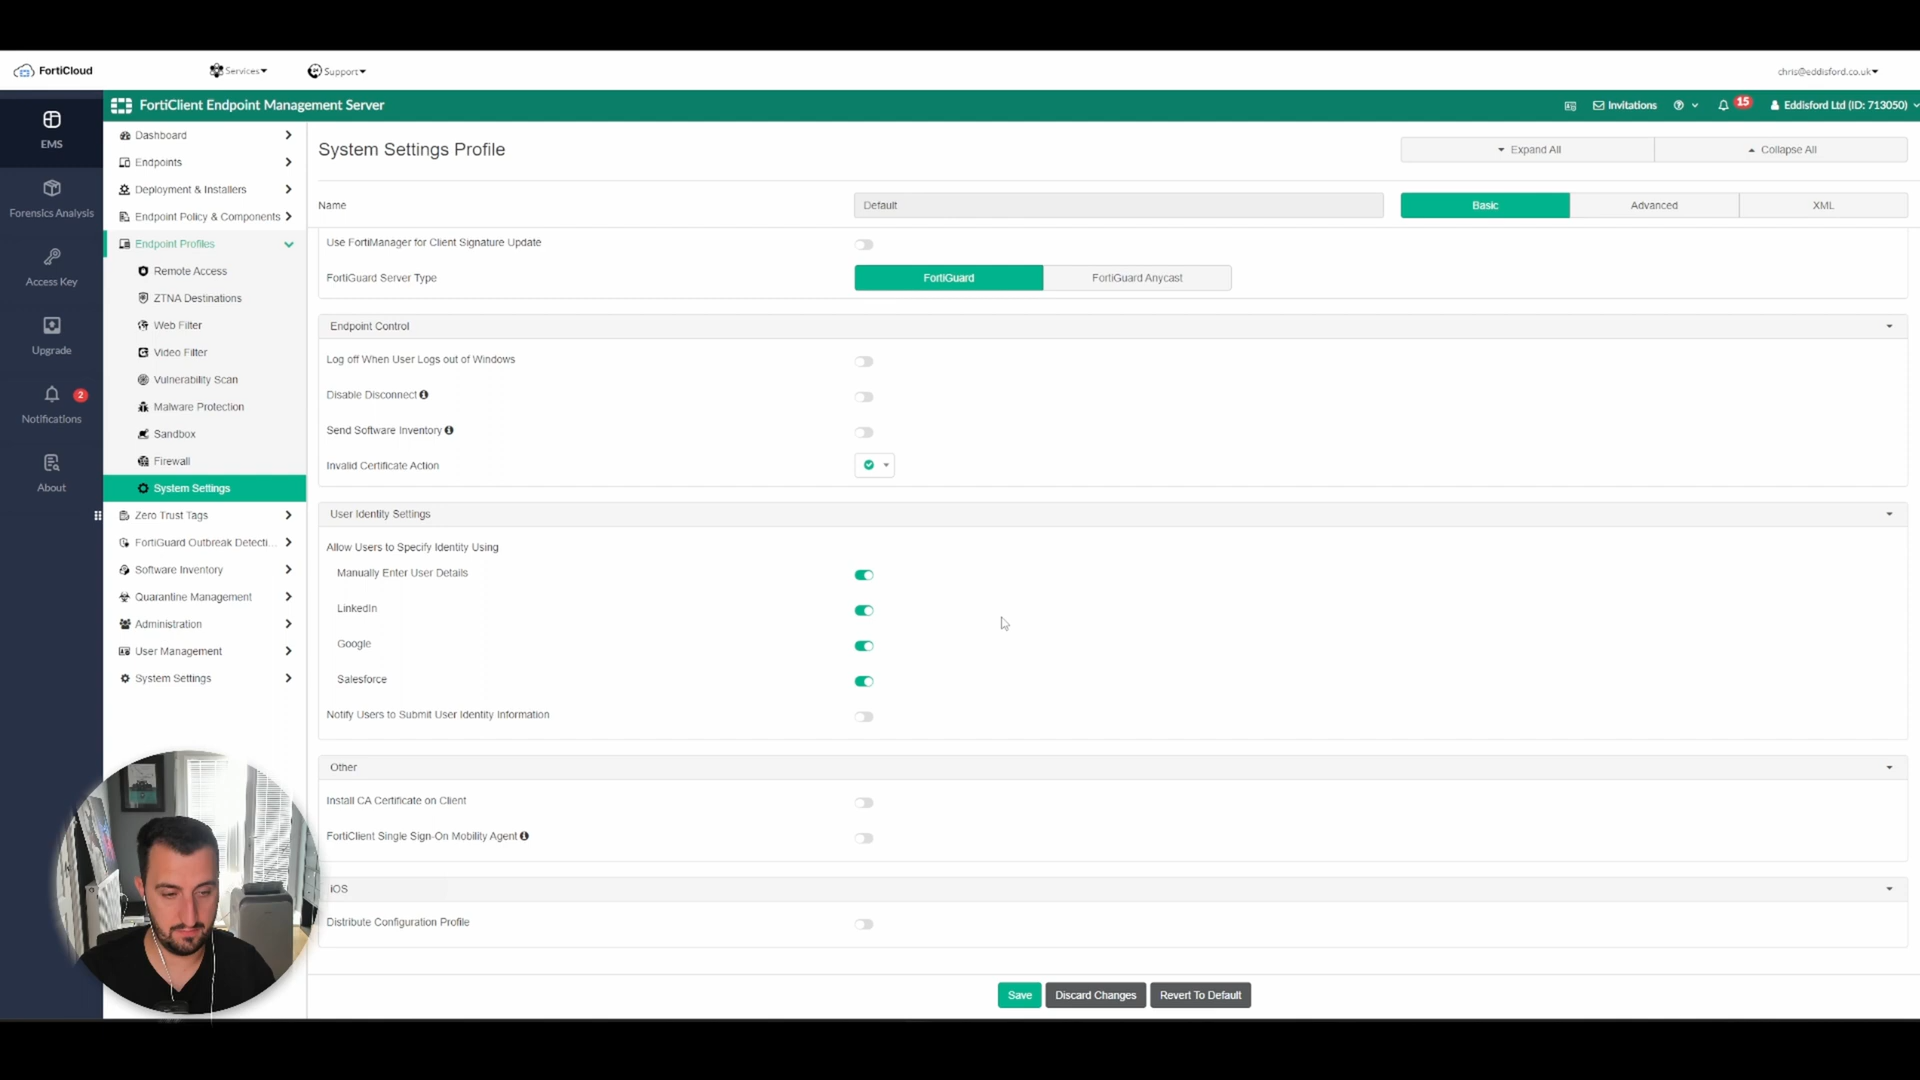 FortiCloud
Services
Support
chris@eddisford.co.uk
EMS
Forensics Analysis
Access Key
Upgrade
2
Notifications
About
FortiClient Endpoint Management Server
Invitations
15
Eddisford Ltd (ID: 713050)
Dashboard
Endpoints
Deployment & Installers
Endpoint Policy & Components
Endpoint Profiles
Remote Access
ZTNA Destinations
Web Filter
Video Filter
Vulnerability Scan
Malware Protection
Sandbox
Firewall
System Settings
Zero Trust Tags
FortiGuard Outbreak Detecti...
Software Inventory
Quarantine Management
Administration
User Management
System Settings
System Settings Profile
Expand All
Collapse All
Name
Default
Basic
Advanced
XML
Use FortiManager for Client Signature Update
FortiGuard Server Type
FortiGuard
FortiGuard Anycast
Endpoint Control
Log off When User Logs out of Windows
Disable Disconnect
Send Software Inventory
Invalid Certificate Action
User Identity Settings
Allow Users to Specify Identity Using
Manually Enter User Details
LinkedIn
Google
Salesforce
Notify Users to Submit User Identity Information
Other
Install CA Certificate on Client
FortiClient Single Sign-On Mobility Agent
iOS
Distribute Configuration Profile
Save
Discard Changes
Revert To Default